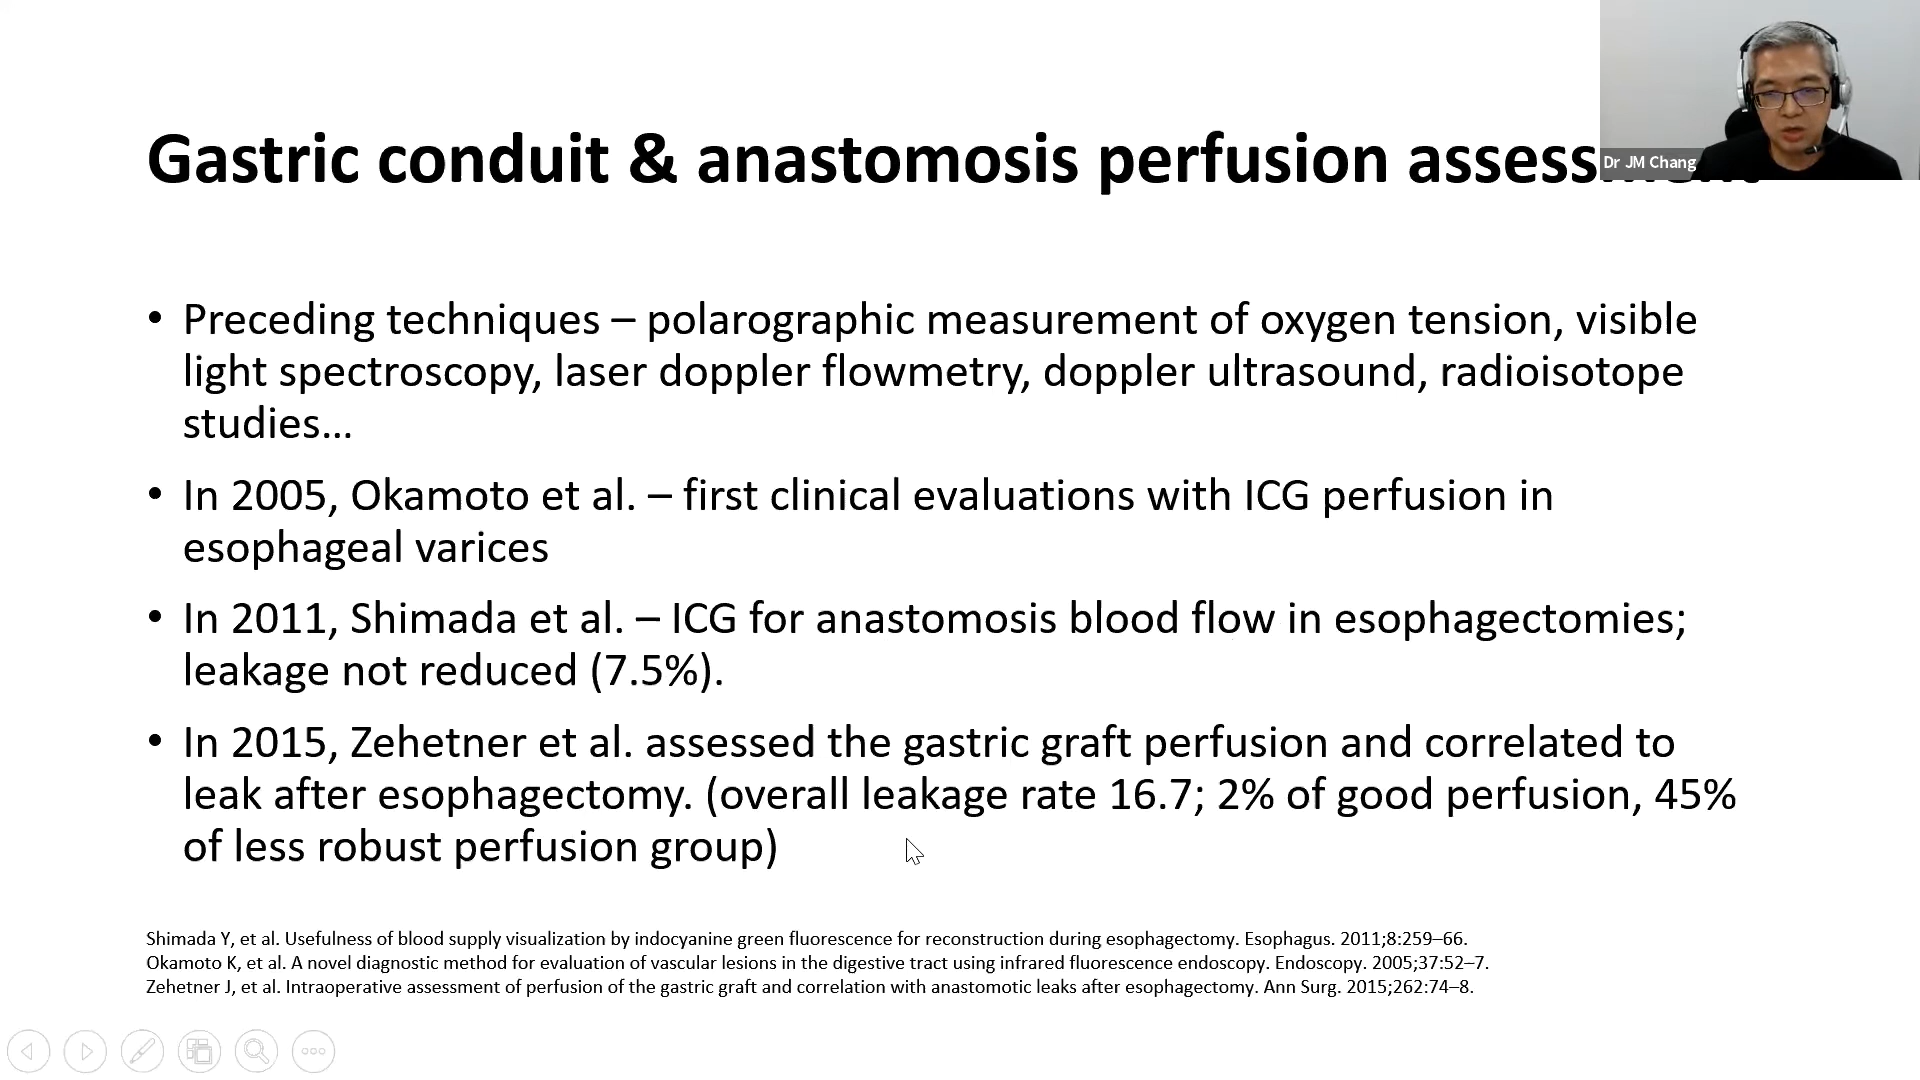 Gastric conduit & anastomosis perfusion assessment
Dr JM Chang
• Preceding techniques – polarographic measurement of oxygen tension, visible
light spectroscopy, laser doppler flowmetry, doppler ultrasound, radioisotope
studies…
• In 2005, Okamoto et al. – first clinical evaluations with ICG perfusion in
esophageal varices
• In 2011, Shimada et al. – ICG for anastomosis blood flow in esophagectomies;
leakage not reduced (7.5%).
• In 2015, Zehetner et al. assessed the gastric graft perfusion and correlated to
leak after esophagectomy. (overall leakage rate 16.7; 2% of good perfusion, 45%
of less robust perfusion group)
Shimada Y, et al. Usefulness of blood supply visualization by indocyanine green fluorescence for reconstruction during esophagectomy. Esophagus. 2011;8:259–66.
Okamoto K, et al. A novel diagnostic method for evaluation of vascular lesions in the digestive tract using infrared fluorescence endoscopy. Endoscopy. 2005;37:52–7.
Zehetner J, et al. Intraoperative assessment of perfusion of the gastric graft and correlation with anastomotic leaks after esophagectomy. Ann Surg. 2015;262:74–8.